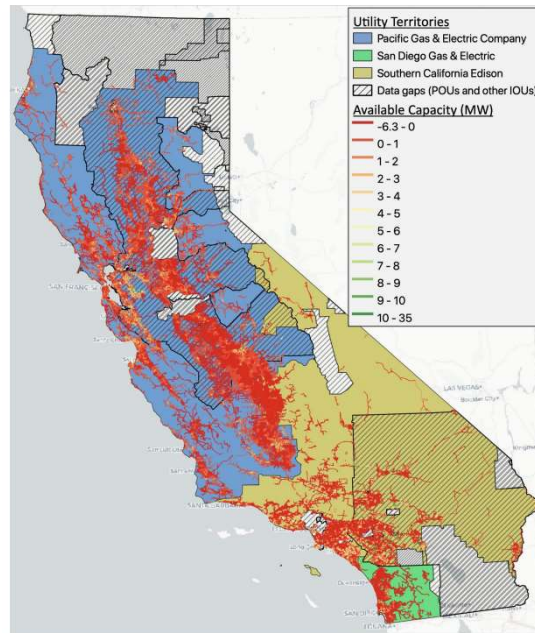 Utility Territories
Pacific Gas & Electric Company
San Diego Gas & Electric
Southern California Edison
Data gaps (POUs and other IOUs)
Available Capacity (MW)
-6.3 - 0
0 - 1
1 - 2
2 - 3
3 - 4
4 - 5
5 - 6
6 - 7
7 - 8
8 - 9
9 - 10
10 - 35
LAS VEGAS